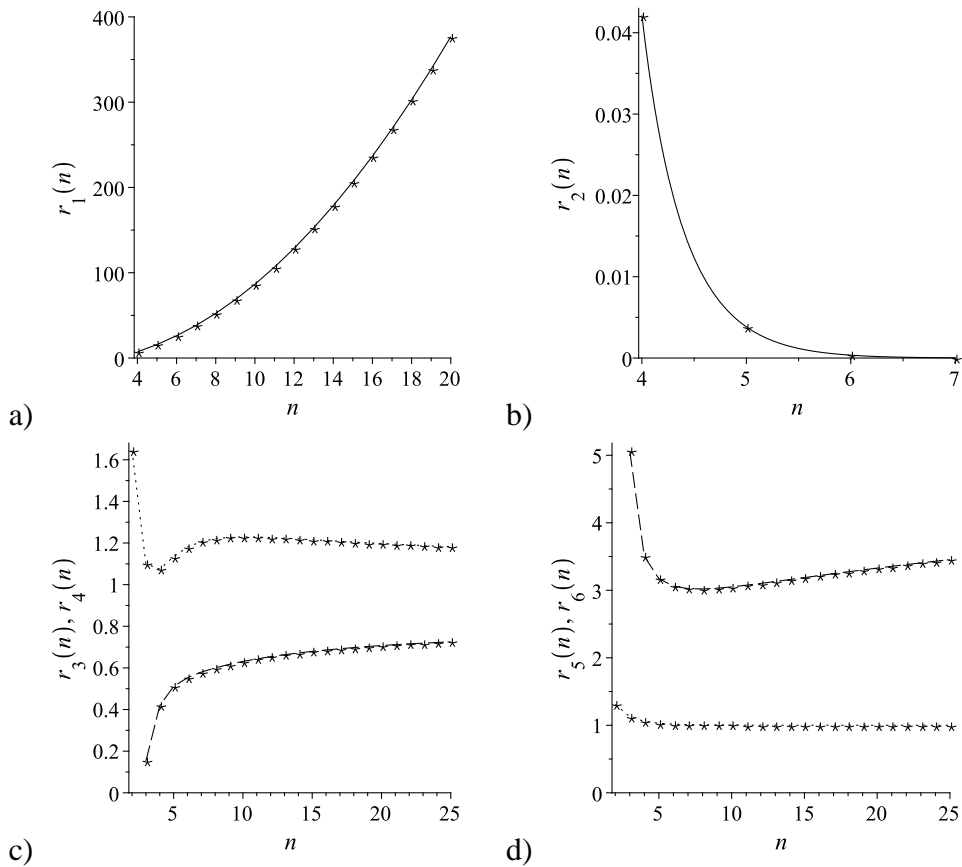 400
300
200
100
0
r₁(n)
4 6 8 10 12 14 16 18 20
n
a)
0.04
0.03
0.02
0.01
0
r₂(n)
4 5 6 7
n
b)
1.6
1.4
1.2
1
0.8
0.6
0.4
0.2
0
r₃(n), r₄(n)
5 10 15 20 25
n
c)
5
4
3
2
1
0
r₅(n), r₆(n)
5 10 15 20 25
n
d)